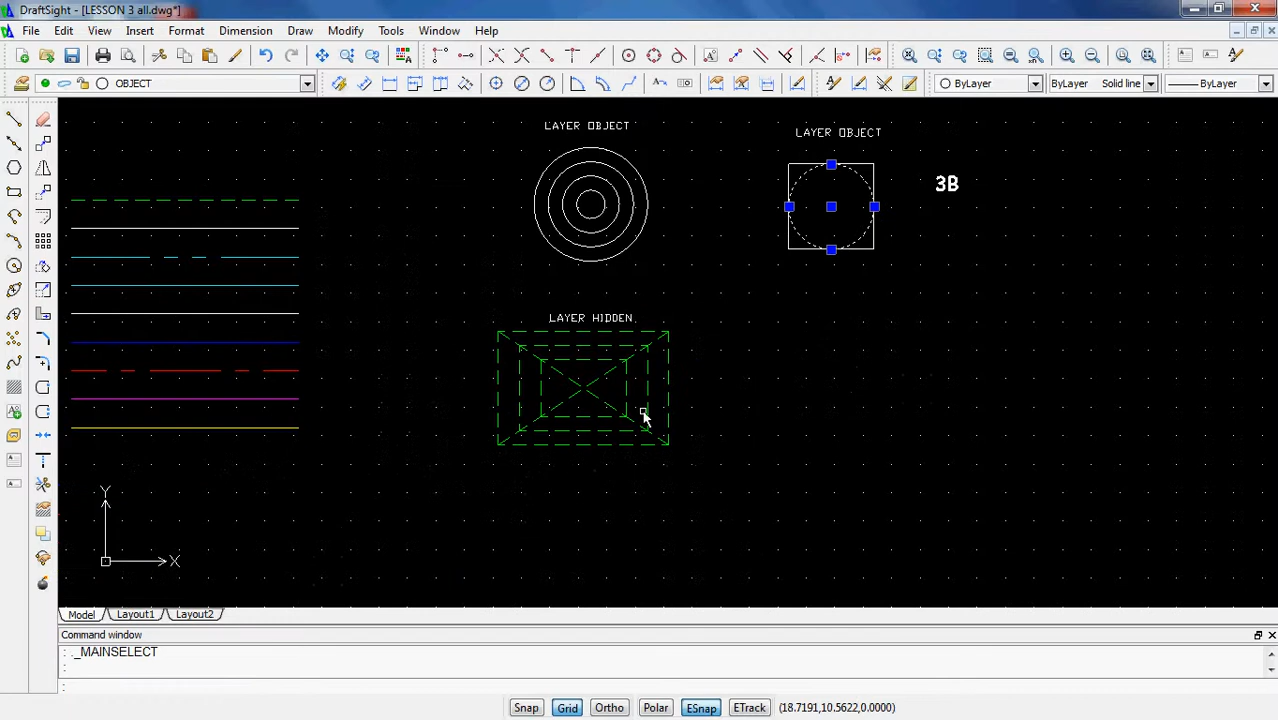 DraftSight - [LESSON 3 all.dwg*]
File Edit View Insert Format Dimension Draw Modify Tools Window Help
OBJECT
ByLayer
ByLayer Solid line
ByLayer
LAYER OBJECT
LAYER OBJECT
3B
LAYER HIDDEN
Y
X
Model Layout1 Layout2
Command window
: ._MAINSELECT
:
:
Snap Grid Ortho Polar ESnap ETrack (18.7191,10.5622,0.0000)